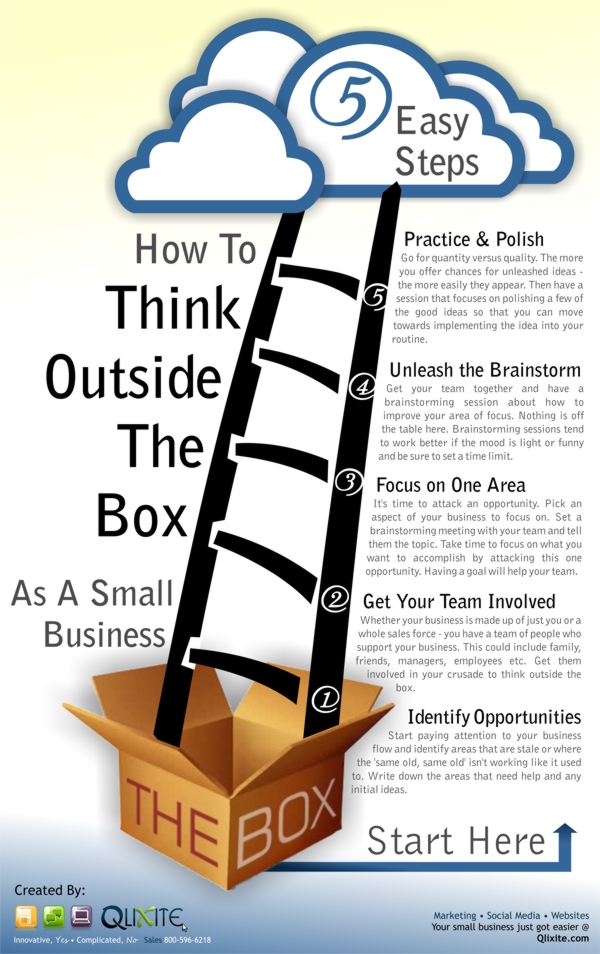 5
Easy
Steps
How To
Think
Outside
The
Box
As A Small
Business
Practice & Polish
Go for quantity versus quality. The more
you offer chances for unleashed ideas -
the more easily they appear. Then have a
session that focuses on polishing a few of
the good ideas so that you can move
towards implementing the idea into your
routine.
5
Unleash the Brainstorm
Get your team together and have a
brainstorming session about how to
improve your area of focus. Nothing is off
the table here. Brainstorming sessions tend
to work better if the mood is light or funny
and be sure to set a time limit.
4
Focus on One Area
It's time to attack an opportunity. Pick an
aspect of your business to focus on. Set a
brainstorming meeting with your team and tell
them the topic. Take time to focus on what you
want to accomplish by attacking this one
opportunity. Having a goal will help your team.
3
Get Your Team Involved
Whether your business is made up of just you or a
whole sales force - you have a team of people who
support your business. This could include family,
friends, managers, employees etc. Get them
involved in your crusade to think outside the
box.
2
Identify Opportunities
Start paying attention to your business
flow and identify areas that are stale or where
the 'same old, same old' isn't working like it used
to. Write down the areas that need help and any
initial ideas.
1
THE BOX
Start Here
Created By:
QLIXITE
Innovative, Yes • Complicated, No Sales 800-596-6218
Marketing • Social Media • Websites
Your small business just got easier @
Qlixite.com